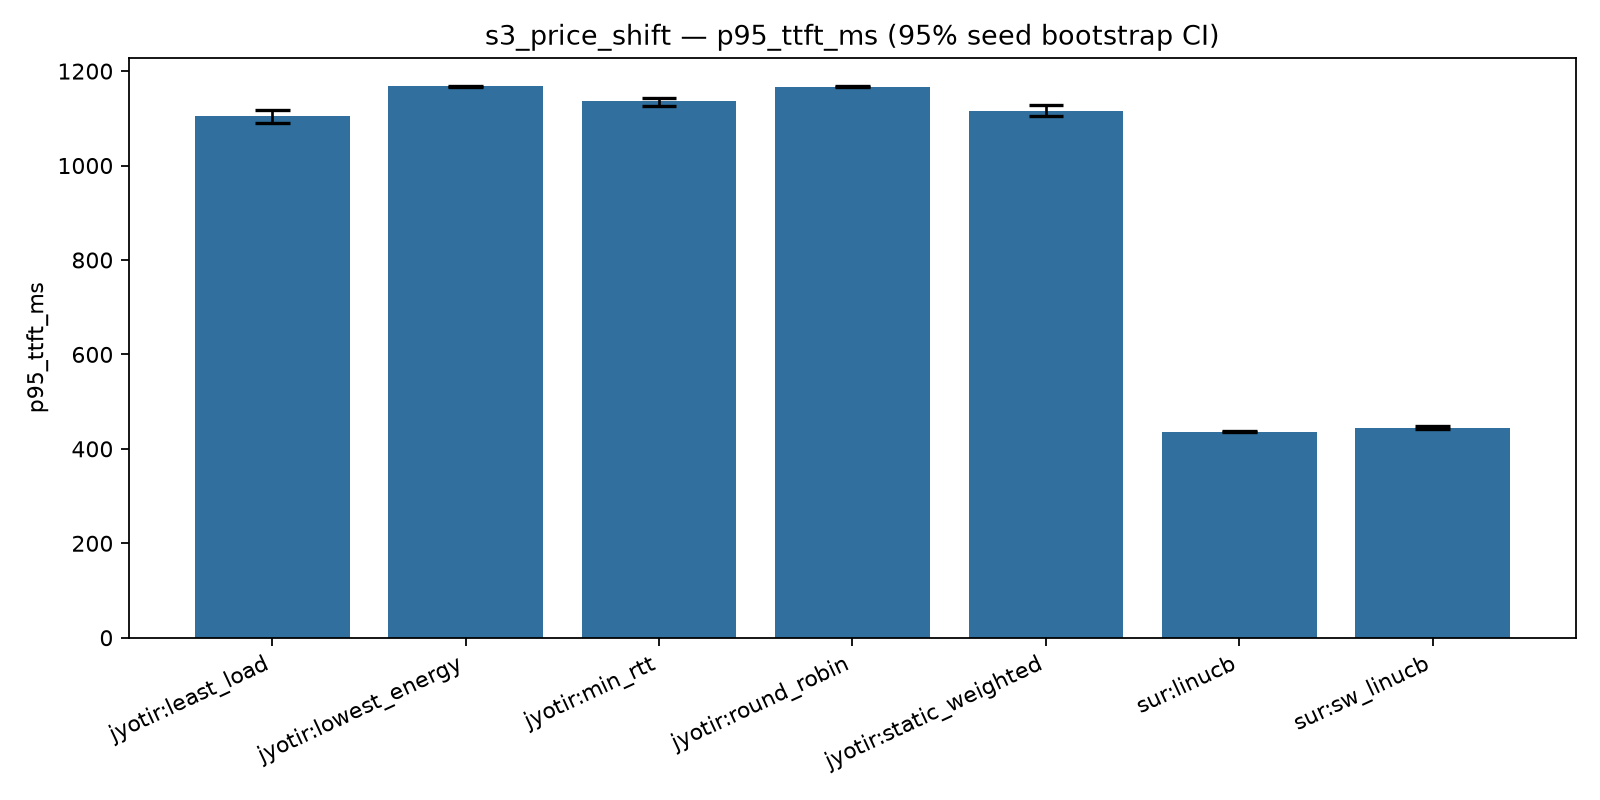 s3_price_shift — p95_ttft_ms (95% seed bootstrap CI)
p95_ttft_ms
1200
1000
800
600
400
200
0
jyotir:least_load
jyotir:lowest_energy
jyotir:min_rtt
jyotir:round_robin
jyotir:static_weighted
sur:linucb
sur:sw_linucb